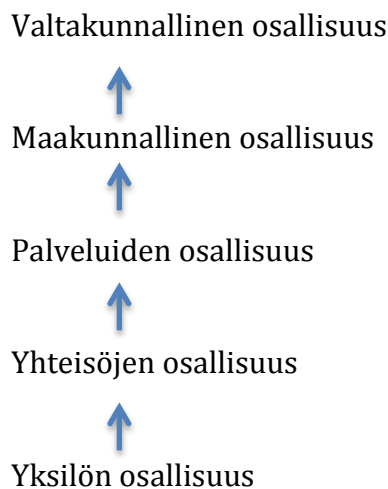 Valtakunnallinen osallisuus
Maakunnallinen osallisuus
Palveluiden osallisuus
Yhteisöjen osallisuus
Yksilön osallisuus